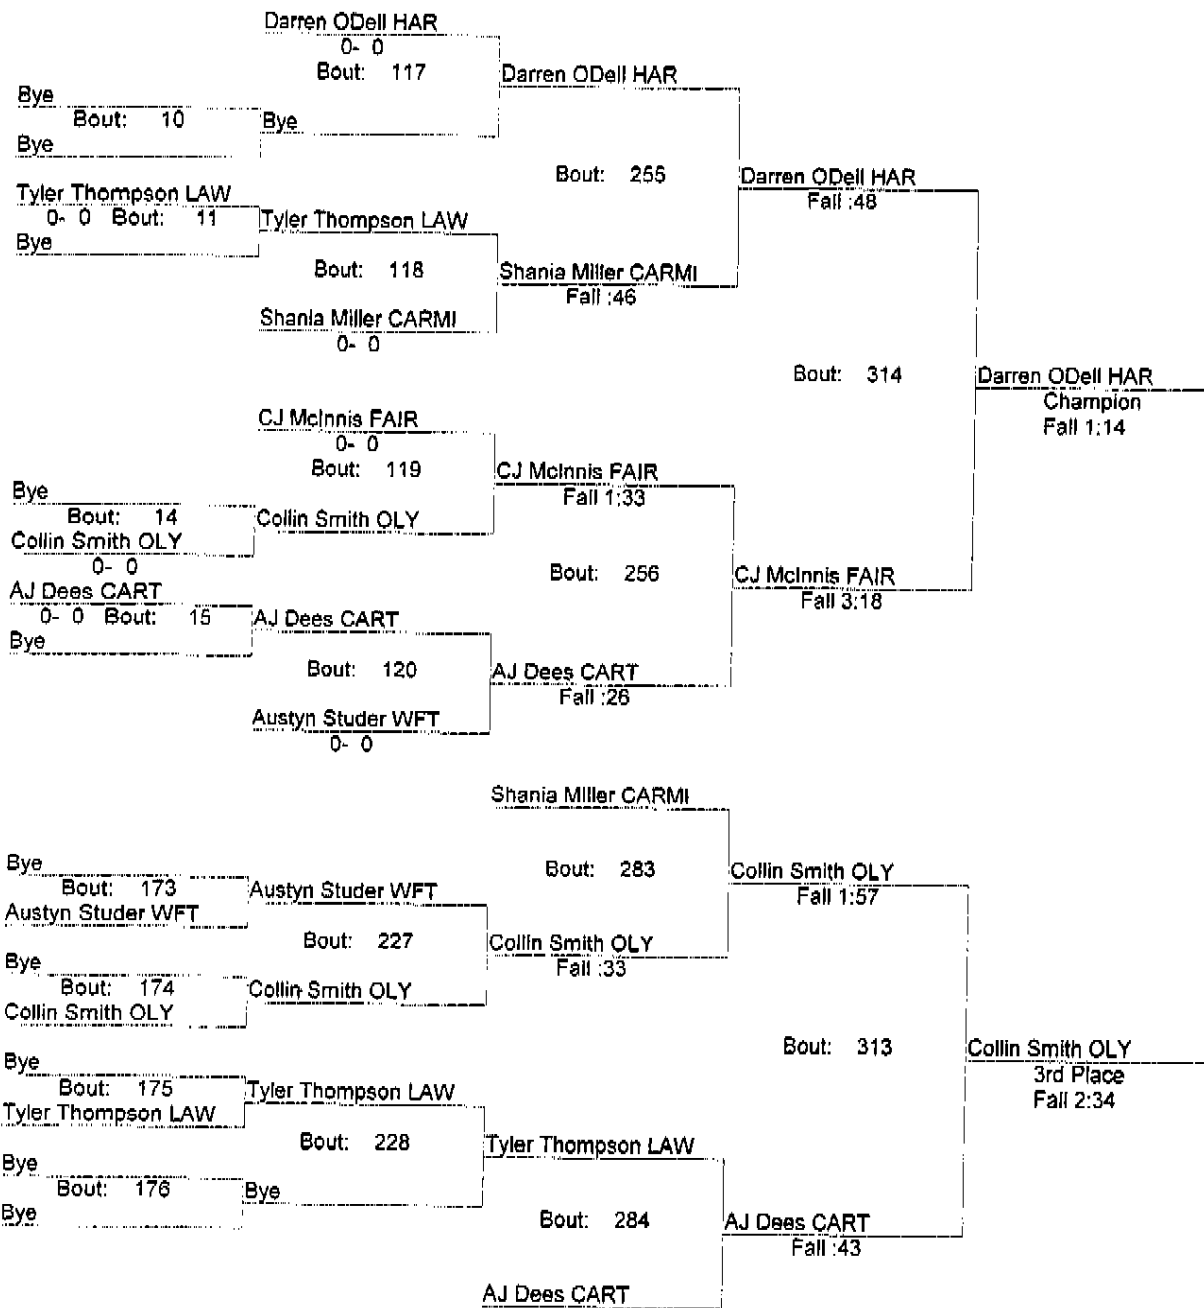 Darren ODell HAR
0- 0
Bout: 117
Darren ODell HAR
Bye
Bout: 10
Bye
Bye
Bout: 255
Darren ODell HAR
Fall :48
Tyler Thompson LAW
0- 0 Bout: 11
Tyler Thompson LAW
Bye
Bout: 118
Shania Miller CARMI
Fall :46
Shania Miller CARMI
0- 0
Bout: 314
Darren ODell HAR
Champion
Fall 1:14
CJ McInnis FAIR
0- 0
Bout: 119
CJ McInnis FAIR
Fall 1:33
Bye
Bout: 14
Collin Smith OLY
Collin Smith OLY
0- 0
Bout: 256
CJ McInnis FAIR
Fall 3:18
AJ Dees CART
0- 0 Bout: 15
AJ Dees CART
Bye
Bout: 120
AJ Dees CART
Fall :26
Austyn Studer WFT
0- 0
Shania Miller CARMI
Bout: 283
Collin Smith OLY
Fall 1:57
Bye
Bout: 173
Austyn Studer WFT
Austyn Studer WFT
Bout: 227
Collin Smith OLY
Fall :33
Bye
Bout: 174
Collin Smith OLY
Collin Smith OLY
Bout: 313
Collin Smith OLY
3rd Place
Fall 2:34
Bye
Bout: 175
Tyler Thompson LAW
Tyler Thompson LAW
Bout: 228
Tyler Thompson LAW
Bye
Bout: 176
Bye
Bye
Bout: 284
AJ Dees CART
Fall :43
AJ Dees CART